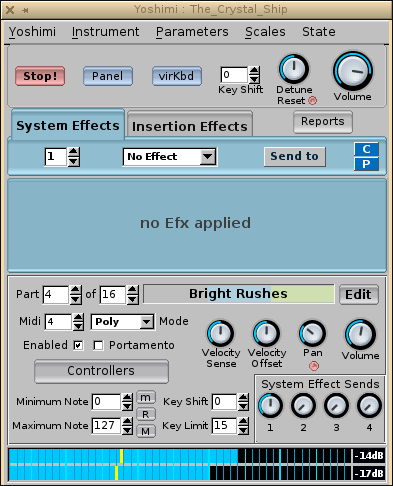 Yoshimi : The_Crystal_Ship
Yoshimi Instrument Parameters Scales State
Stop! Panel virKbd 0 Key Shift Detune Reset Volume
System Effects Insertion Effects Reports
1 No Effect Send to C P
no Efx applied
Part 4 of 16 Bright Rushes Edit
Midi 4 Poly Mode
Enabled Portamento
Velocity Sense Velocity Offset Pan Volume
Controllers
System Effect Sends
Minimum Note 0 m Key Shift 0
R
Maximum Note 127 M Key Limit 15
1 2 3 4
-14dB
-17dB